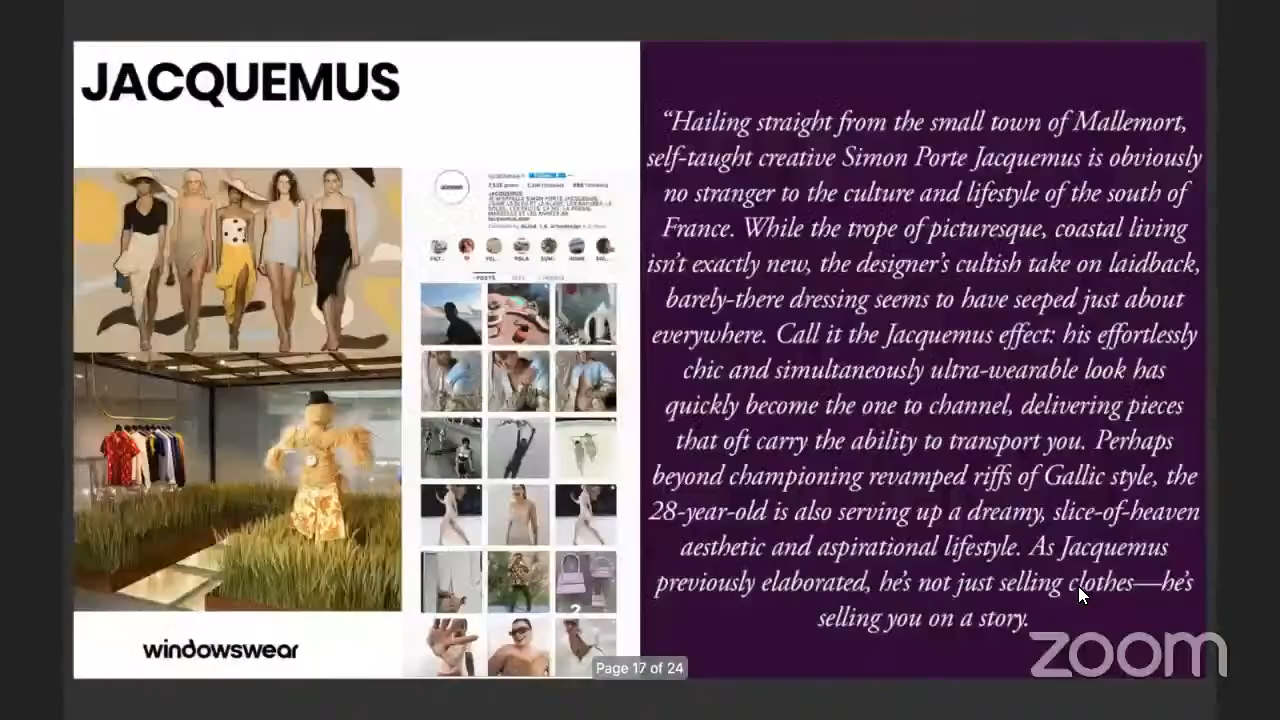 JACQUEMUS
windowswear
“Hailing straight from the small town of Mallemort,
self-taught creative Simon Porte Jacquemus is obviously
no stranger to the culture and lifestyle of the south of
France. While the trope of picturesque, coastal living
isn’t exactly new, the designer’s cultish take on laidback,
barely-there dressing seems to have seeped just about
everywhere. Call it the Jacquemus effect: his effortlessly
chic and simultaneously ultra-wearable look has
quickly become the one to channel, delivering pieces
that oft carry the ability to transport you. Perhaps
beyond championing revamped riffs of Gallic style, the
28-year-old is also serving up a dreamy, slice-of-heaven
aesthetic and aspirational lifestyle. As Jacquemus
previously elaborated, he’s not just selling clothes—he’s
selling you on a story.
Page 17 of 24
zoom